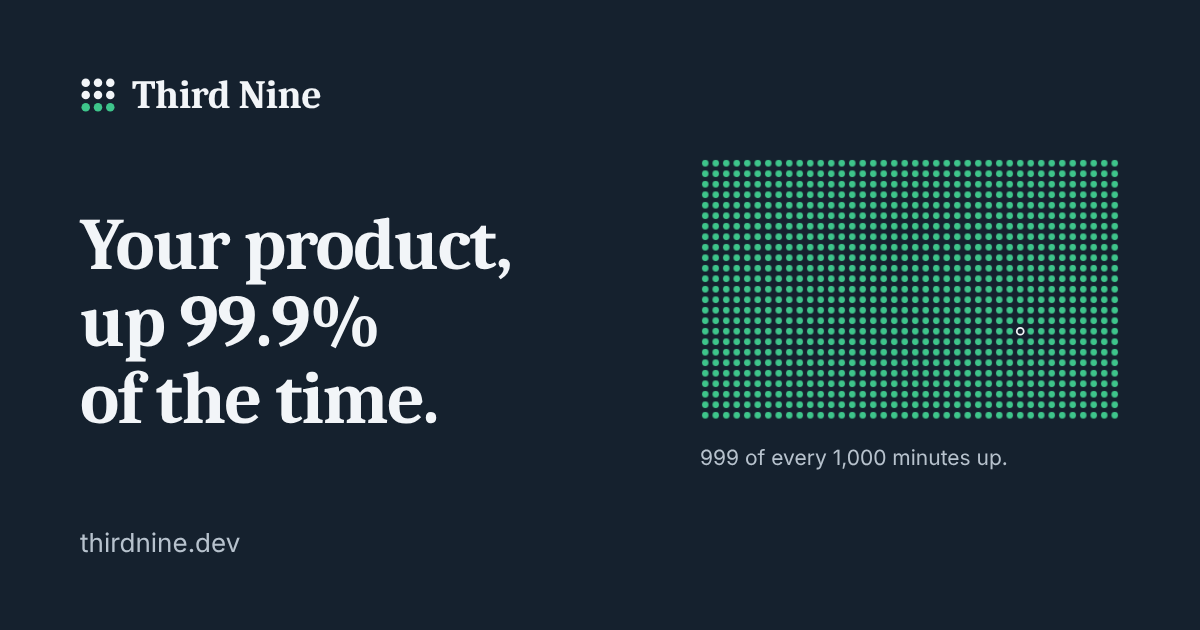 Third Nine
Your product,
up 99.9%
of the time.
999 of every 1,000 minutes up.
thirdnine.dev